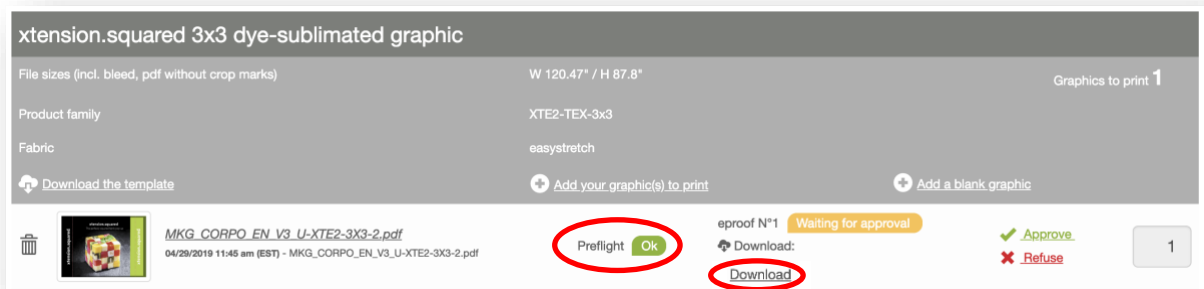 xtension.squared 3x3 dye-sublimated graphic
File sizes (incl. bleed, pdf without crop marks) W 120.47" / H 87.8" Graphics to print 1
Product family XTE2-TEX-3x3
Fabric easystretch
Download the template Add your graphic(s) to print Add a blank graphic
MKG_CORPO_EN_V3_U-XTE2-3X3-2.pdf
04/29/2019 11:45 am (EST) - MKG_CORPO_EN_V3_U-XTE2-3X3-2.pdf
Preflight Ok
eproof N°1 Waiting for approval
Download:
Download
Approve
Refuse
1
xtension.squared